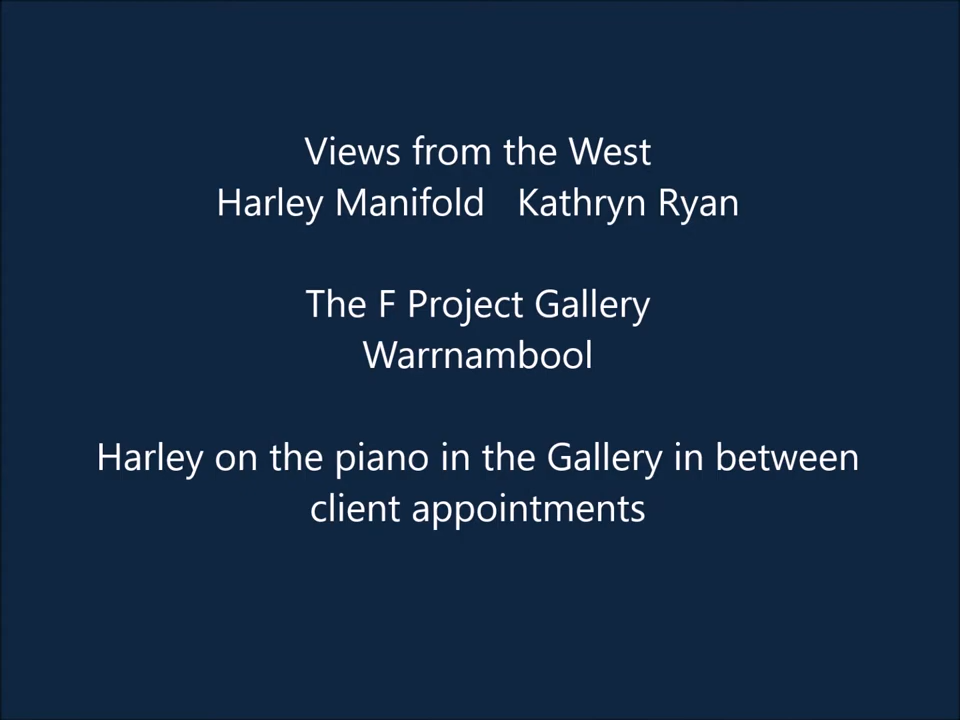 Views from the West
Harley Manifold Kathryn Ryan
The F Project Gallery
Warrnambool
Harley on the piano in the Gallery in between
client appointments